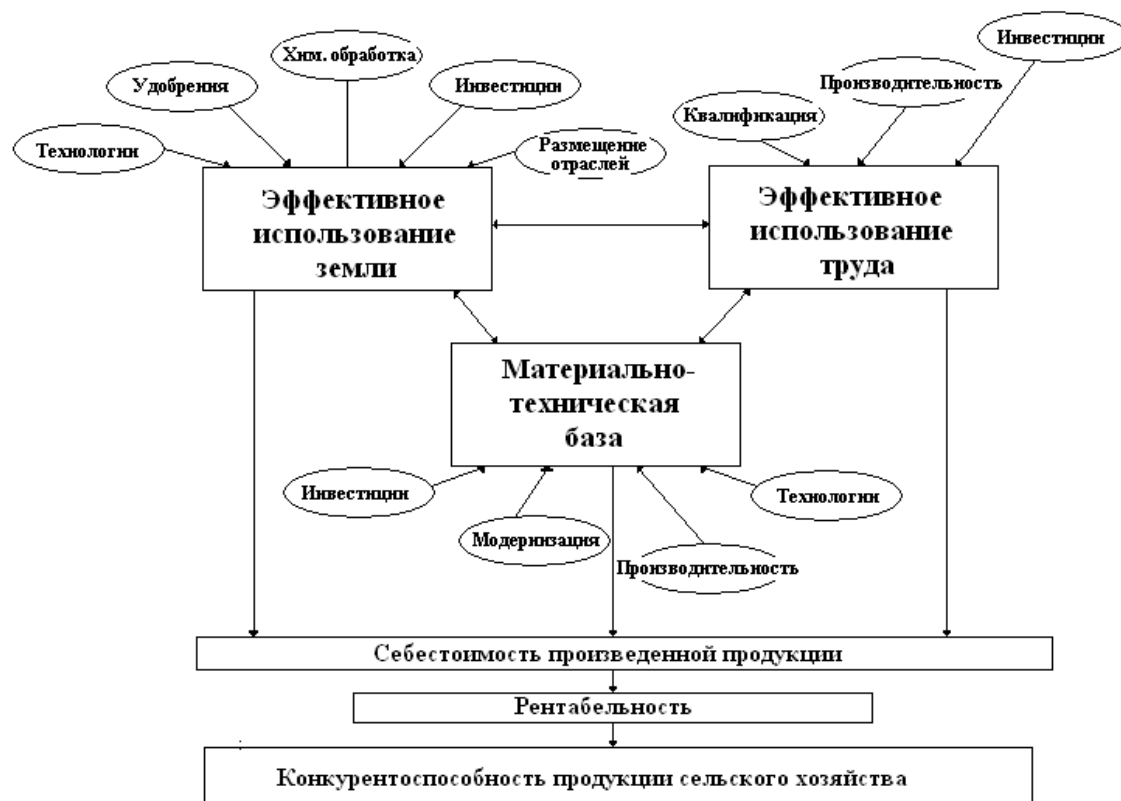 Инвестиции
Хим. обработка
Производительность
Удобрения
Инвестиции
Квалификация
Технологии
Размещение
отраслей
Эффективное
использование
земли
Эффективное
использование
труда
Материально-
техническая
база
Инвестиции
Технологии
Модернизация
Производительность
Себестоимость произведенной продукции
Рентабельность
Конкурентоспособность продукции сельского хозяйства